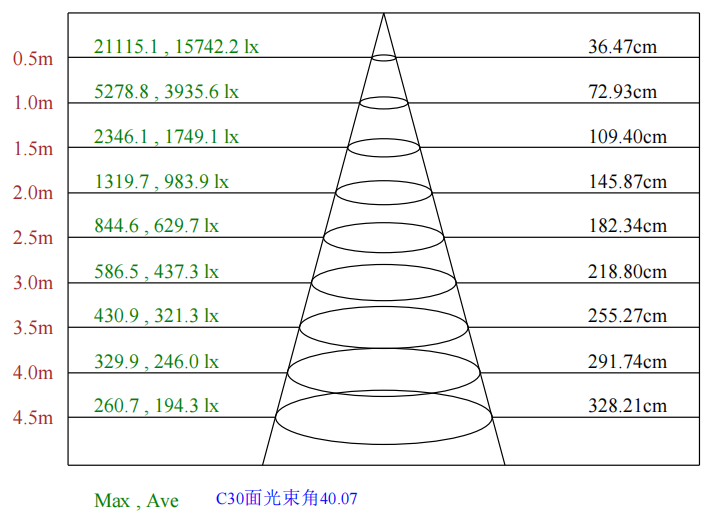 21115.1 , 15742.2 lx 36.47cm
0.5m
5278.8 , 3935.6 lx 72.93cm
1.0m
2346.1 , 1749.1 lx 109.40cm
1.5m
1319.7 , 983.9 lx 145.87cm
2.0m
844.6 , 629.7 lx 182.34cm
2.5m
586.5 , 437.3 lx 218.80cm
3.0m
430.9 , 321.3 lx 255.27cm
3.5m
329.9 , 246.0 lx 291.74cm
4.0m
260.7 , 194.3 lx 328.21cm
4.5m
Max , Ave C30面光束角40.07